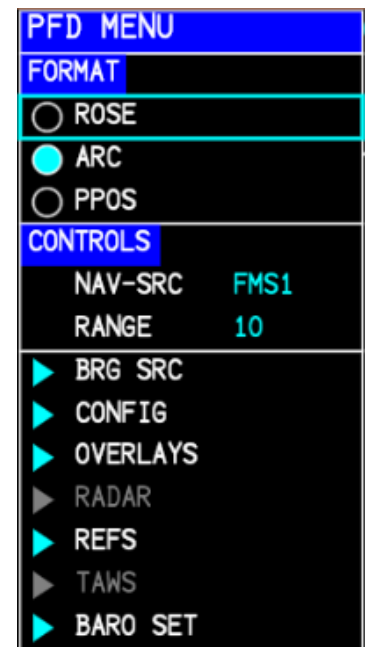 PFD MENU
FORMAT
ROSE
ARC
PPOS
CONTROLS
NAV-SRC FMS1
RANGE 10
BRG SRC
CONFIG
OVERLAYS
RADAR
REFS
TAWS
BARO SET